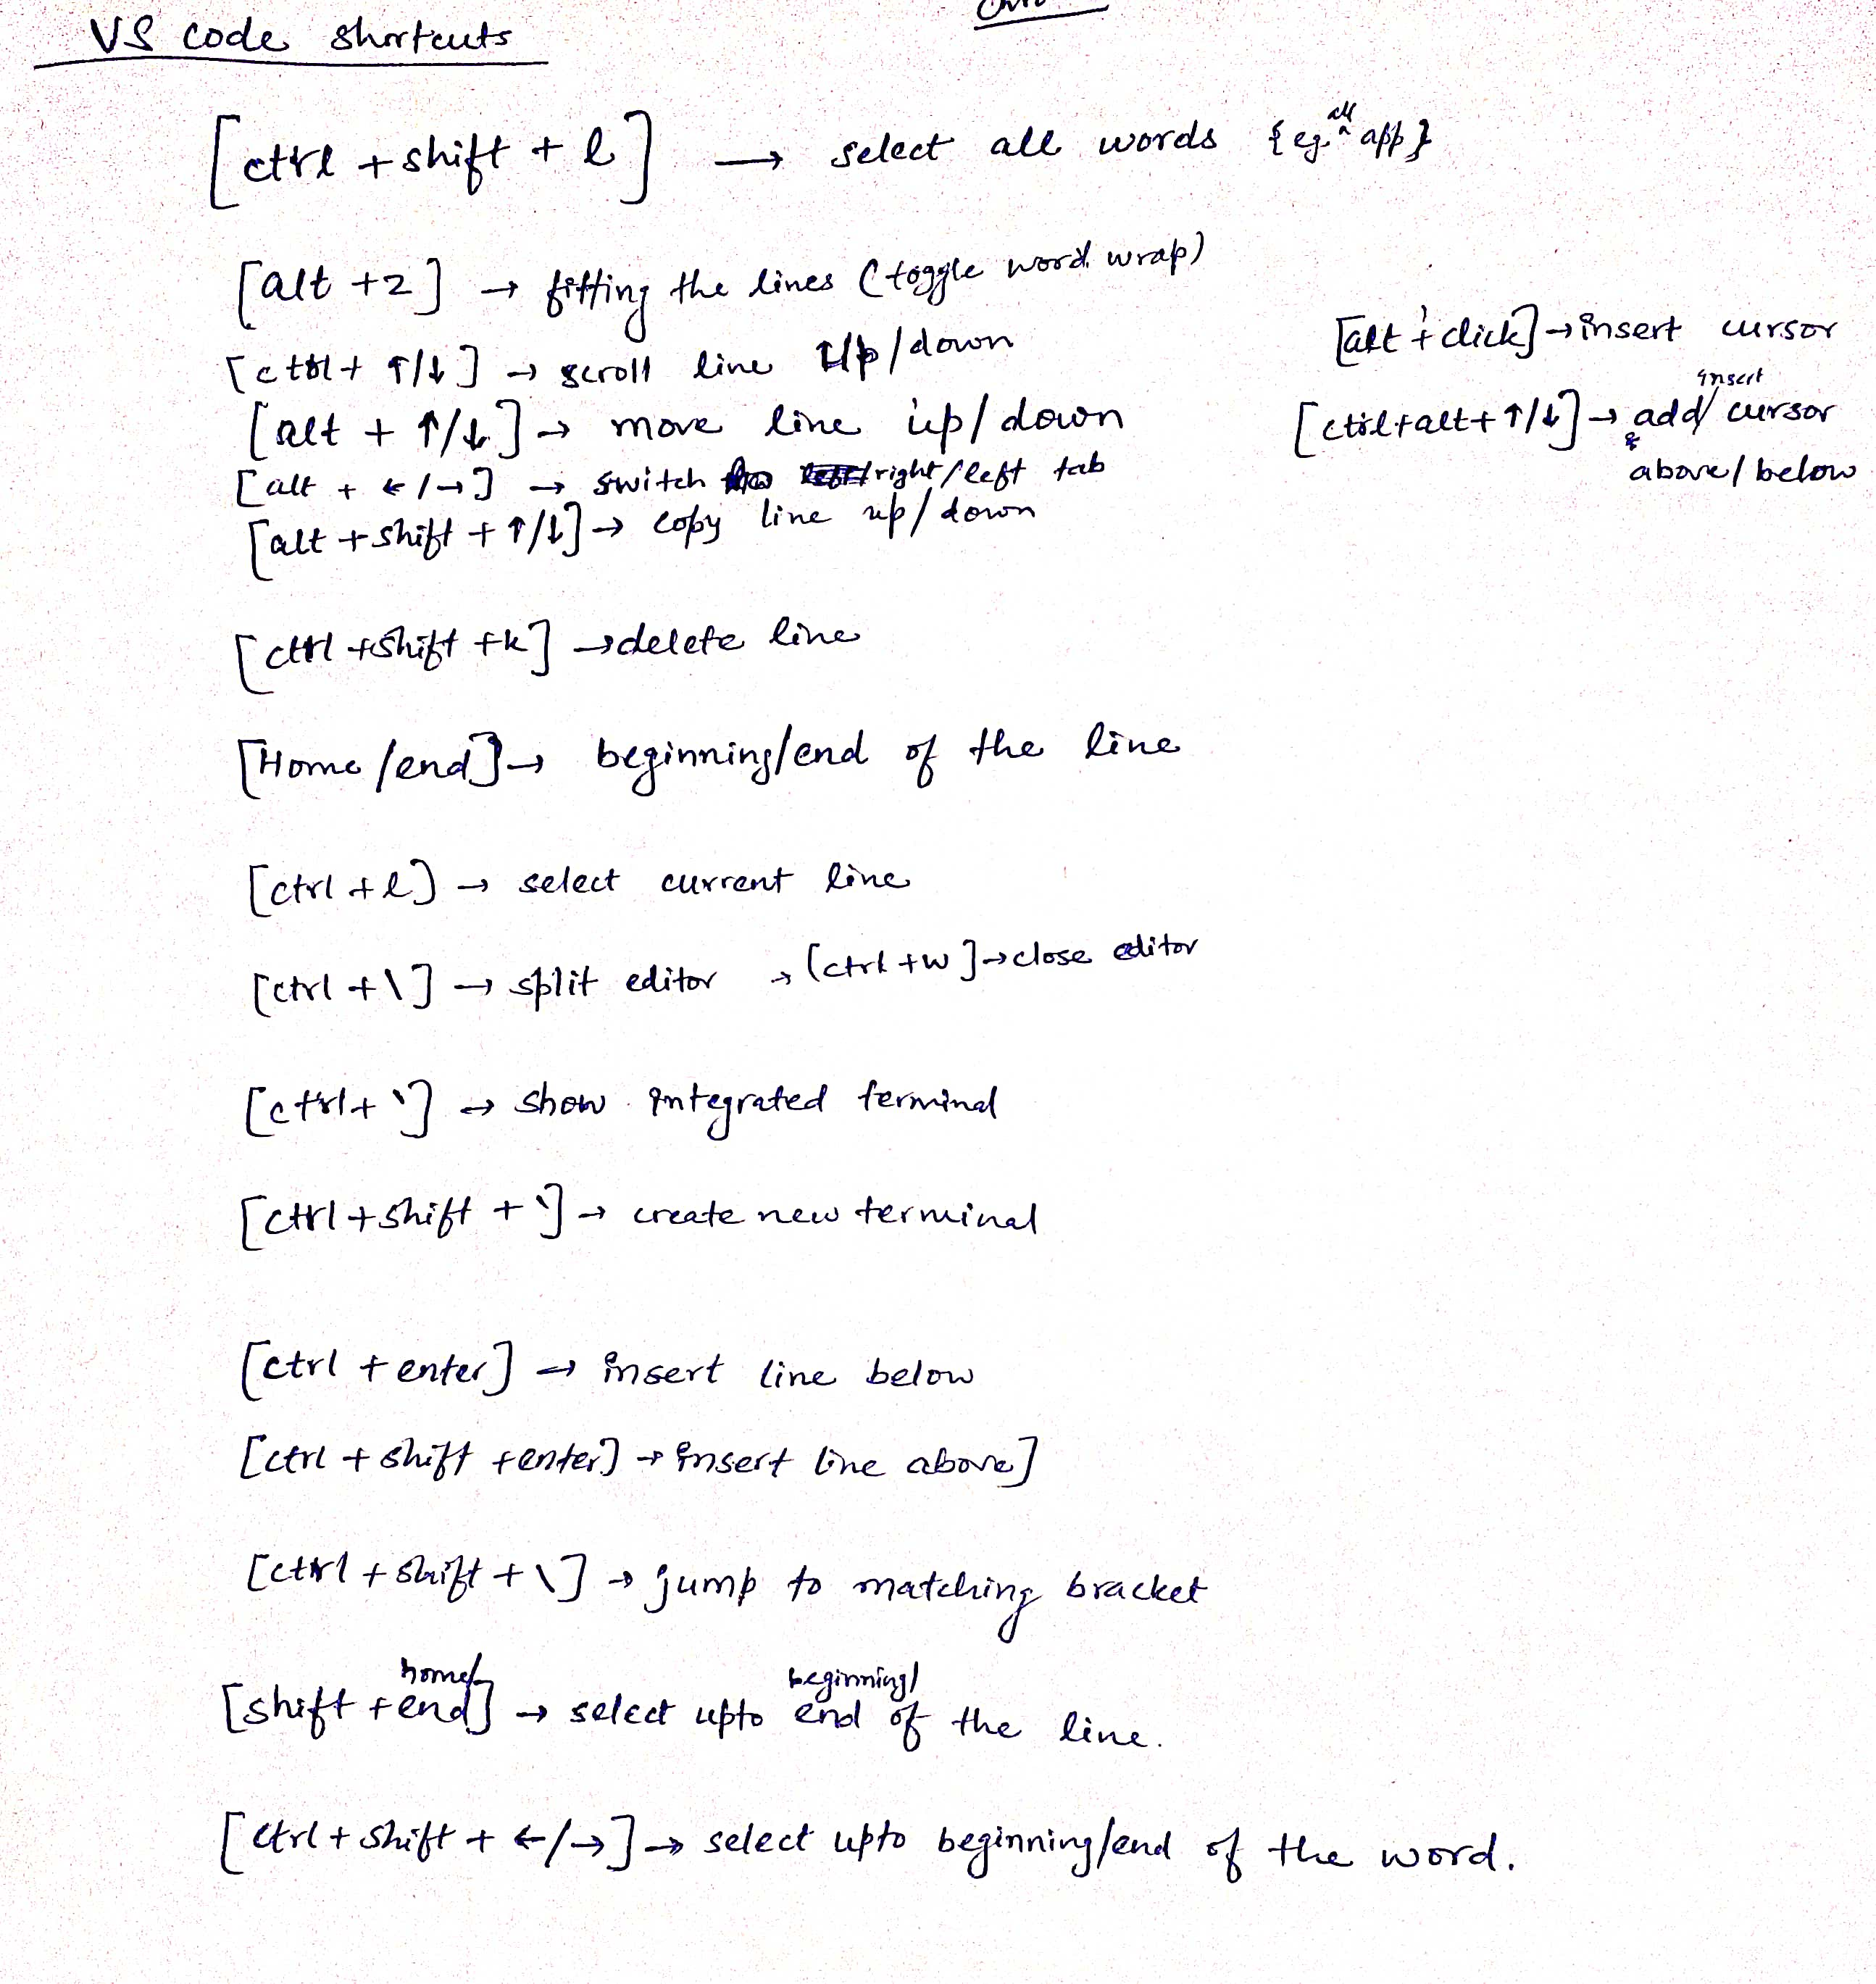 VS code shortcuts
[ctrl + shift + l] → select all words {eg. all app}
[alt + z] → fitting the lines (toggle word wrap)
[ctrl + ↑/↓] → scroll line Up/down
[alt + click] → insert cursor
[alt + ↑/↓] → move line up/down
[ctrl + alt + ↑/↓] → add/insert cursor
above/below
[alt + ←/→] → switch right/left tab
[alt + shift + ↑/↓] → copy line up/down
[ctrl + shift + k] → delete line
[Home/end] → beginning/end of the line
[ctrl + l] → select current line
[ctrl + \] → split editor → [ctrl + w] → close editor
[ctrl + `] → show integrated terminal
[ctrl + shift + `] → create new terminal
[ctrl + enter] → insert line below
[ctrl + shift + enter] → insert line above]
[ctrl + shift + \] → jump to matching bracket
[shift + home/end] → select upto beginning/end of the line.
[ctrl + shift + ←/→] → select upto beginning/end of the word.